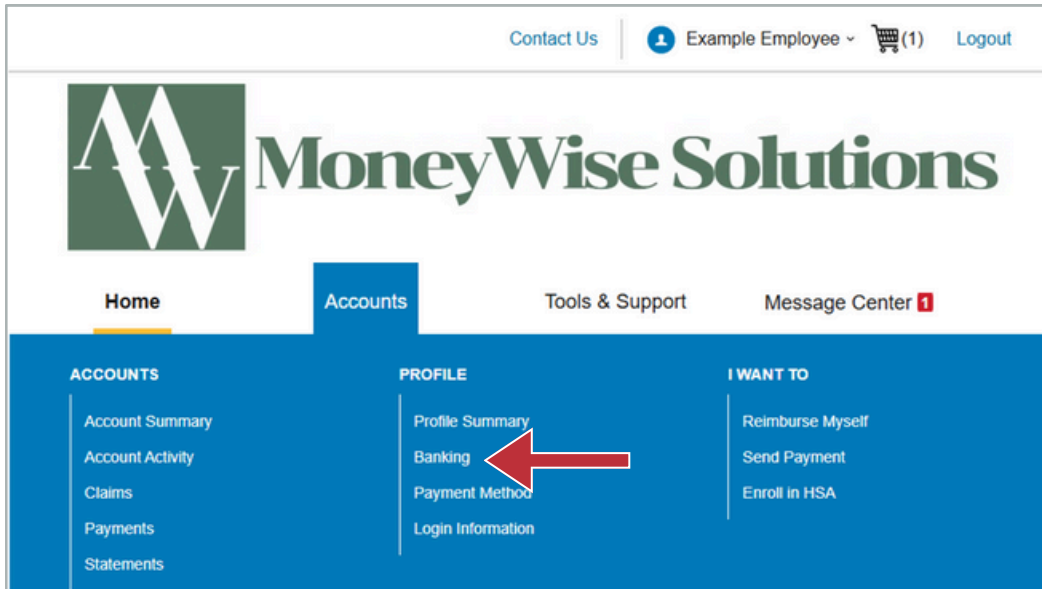 Contact Us Example Employee (1) Logout
MW MoneyWise Solutions
Home Accounts Tools & Support Message Center 1
ACCOUNTS
Account Summary
Account Activity
Claims
Payments
Statements
PROFILE
Profile Summary
Banking
Payment Method
Login Information
I WANT TO
Reimburse Myself
Send Payment
Enroll in HSA